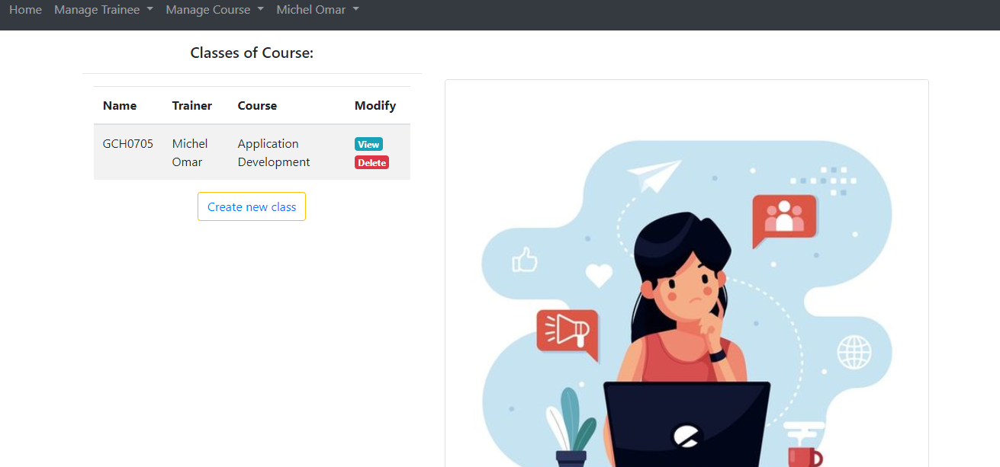 Home Manage Trainee Manage Course Michel Omar
Classes of Course:
Name Trainer Course Modify
GCH0705 Michel Omar Application Development View Delete
Create new class